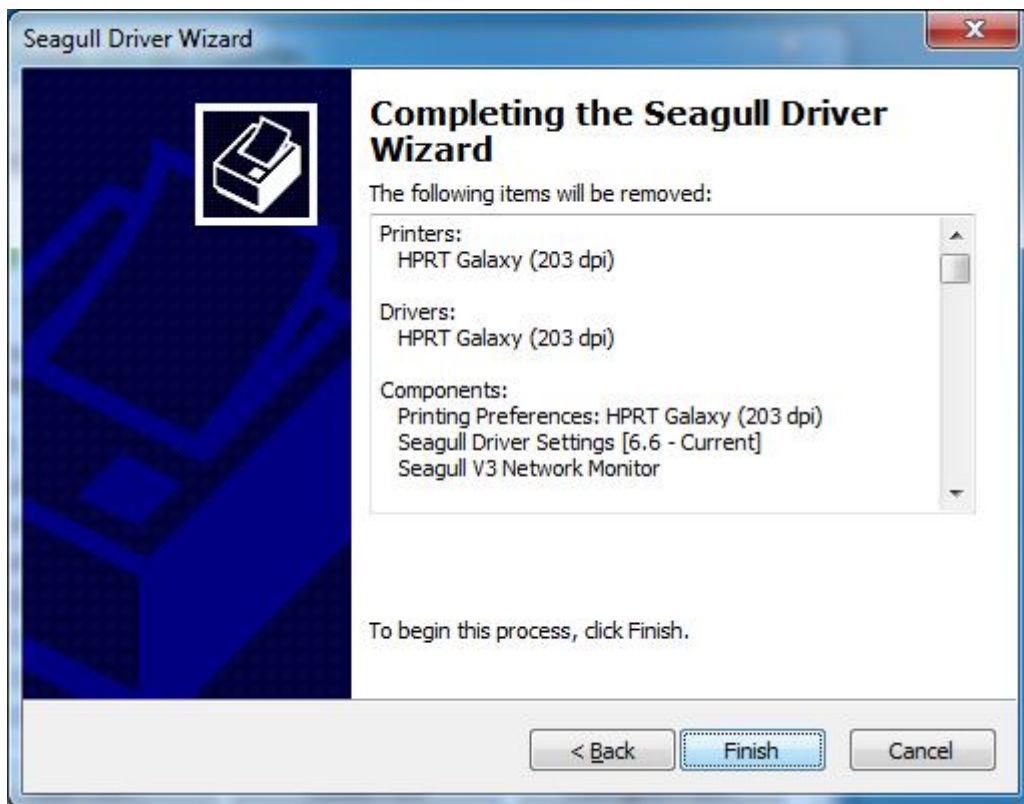 Seagull Driver Wizard
Completing the Seagull Driver
Wizard
The following items will be removed:
Printers:
HPRT Galaxy (203 dpi)
Drivers:
HPRT Galaxy (203 dpi)
Components:
Printing Preferences: HPRT Galaxy (203 dpi)
Seagull Driver Settings [6.6 - Current]
Seagull V3 Network Monitor
To begin this process, click Finish.
< Back Finish Cancel